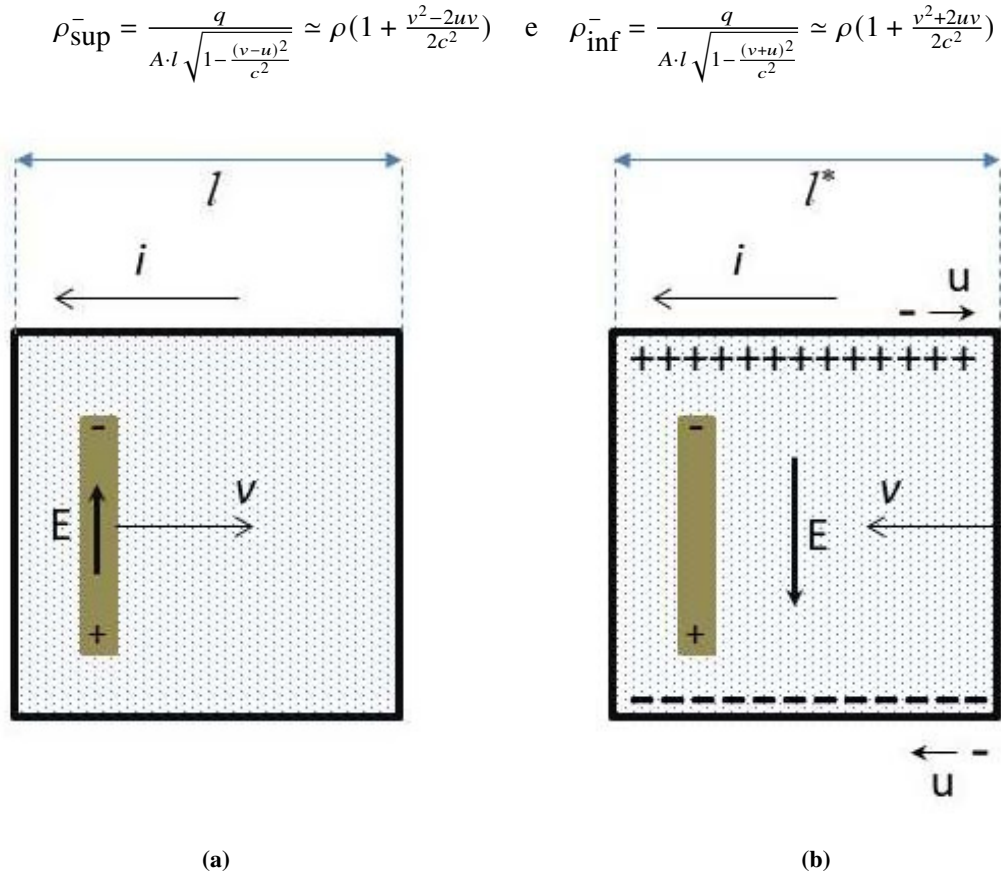 ρ⁻sup = q / (A·l √(1 − (v−u)²/c²)) ≃ ρ(1 + (v²−2uv)/2c²) e ρ⁻inf = q / (A·l √(1 − (v+u)²/c²)) ≃ ρ(1 + (v²+2uv)/2c²)
l l*
i i u
- →
+++++++++++++
- -
E v E v
+ +
-------------
← -
u
(a) (b)